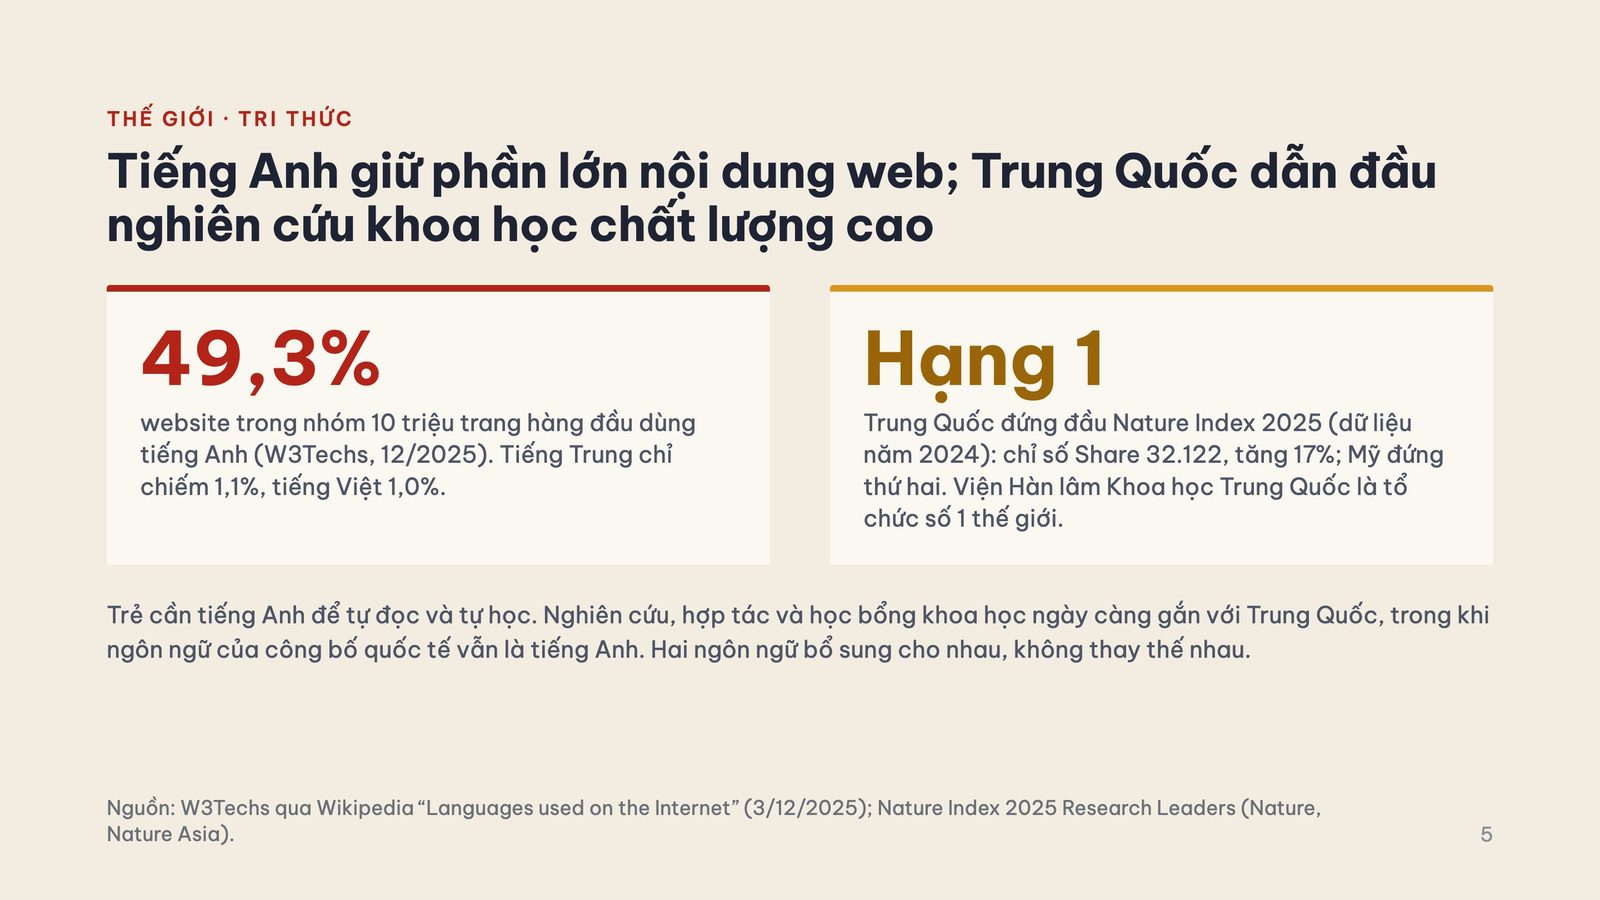 THẾ GIỚI · TRI THỨC
Tiếng Anh giữ phần lớn nội dung web; Trung Quốc dẫn đầu
nghiên cứu khoa học chất lượng cao
49,3%
website trong nhóm 10 triệu trang hàng đầu dùng
tiếng Anh (W3Techs, 12/2025). Tiếng Trung chỉ
chiếm 1,1%, tiếng Việt 1,0%.
Hạng 1
Trung Quốc đứng đầu Nature Index 2025 (dữ liệu
năm 2024): chỉ số Share 32.122, tăng 17%; Mỹ đứng
thứ hai. Viện Hàn lâm Khoa học Trung Quốc là tổ
chức số 1 thế giới.
Trẻ cần tiếng Anh để tự đọc và tự học. Nghiên cứu, hợp tác và học bổng khoa học ngày càng gắn với Trung Quốc, trong khi
ngôn ngữ của công bố quốc tế vẫn là tiếng Anh. Hai ngôn ngữ bổ sung cho nhau, không thay thế nhau.
Nguồn: W3Techs qua Wikipedia “Languages used on the Internet” (3/12/2025); Nature Index 2025 Research Leaders (Nature,
Nature Asia).
5